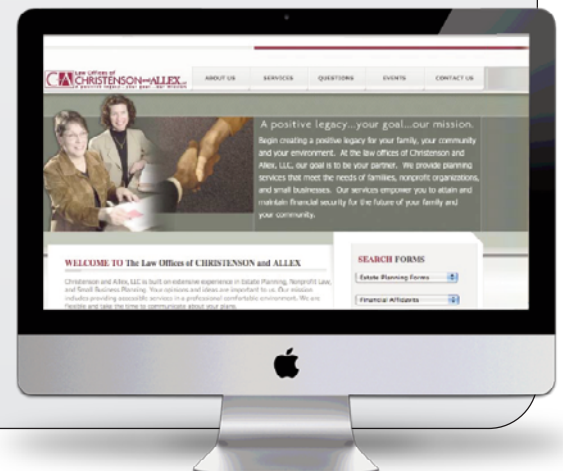 C&A Law Offices of
CHRISTENSON and ALLEX, LLC
a positive legacy...your goal...our mission
ABOUT US
SERVICES
QUESTIONS
EVENTS
CONTACT US
A positive legacy...your goal...our mission.
Begin creating a positive legacy for your family, your community
and your environment. At the law offices of Christenson and
Allex, LLC, our goal is to be your partner. We provide planning
services that meet the needs of families, nonprofit organizations,
and small businesses. Our services empower you to attain and
maintain financial security for the future of your family and
your community.
WELCOME TO The Law Offices of CHRISTENSON and ALLEX
Christenson and Allex, LLC is built on extensive experience in Estate Planning, Nonprofit Law,
and Small Business Planning. Your opinions and ideas are important to us. Our mission
includes providing accessible services in a professional comfortable environment. We are
flexible and take the time to communicate about your plans.
SEARCH FORMS
Estate Planning Forms
Financial Affidavits